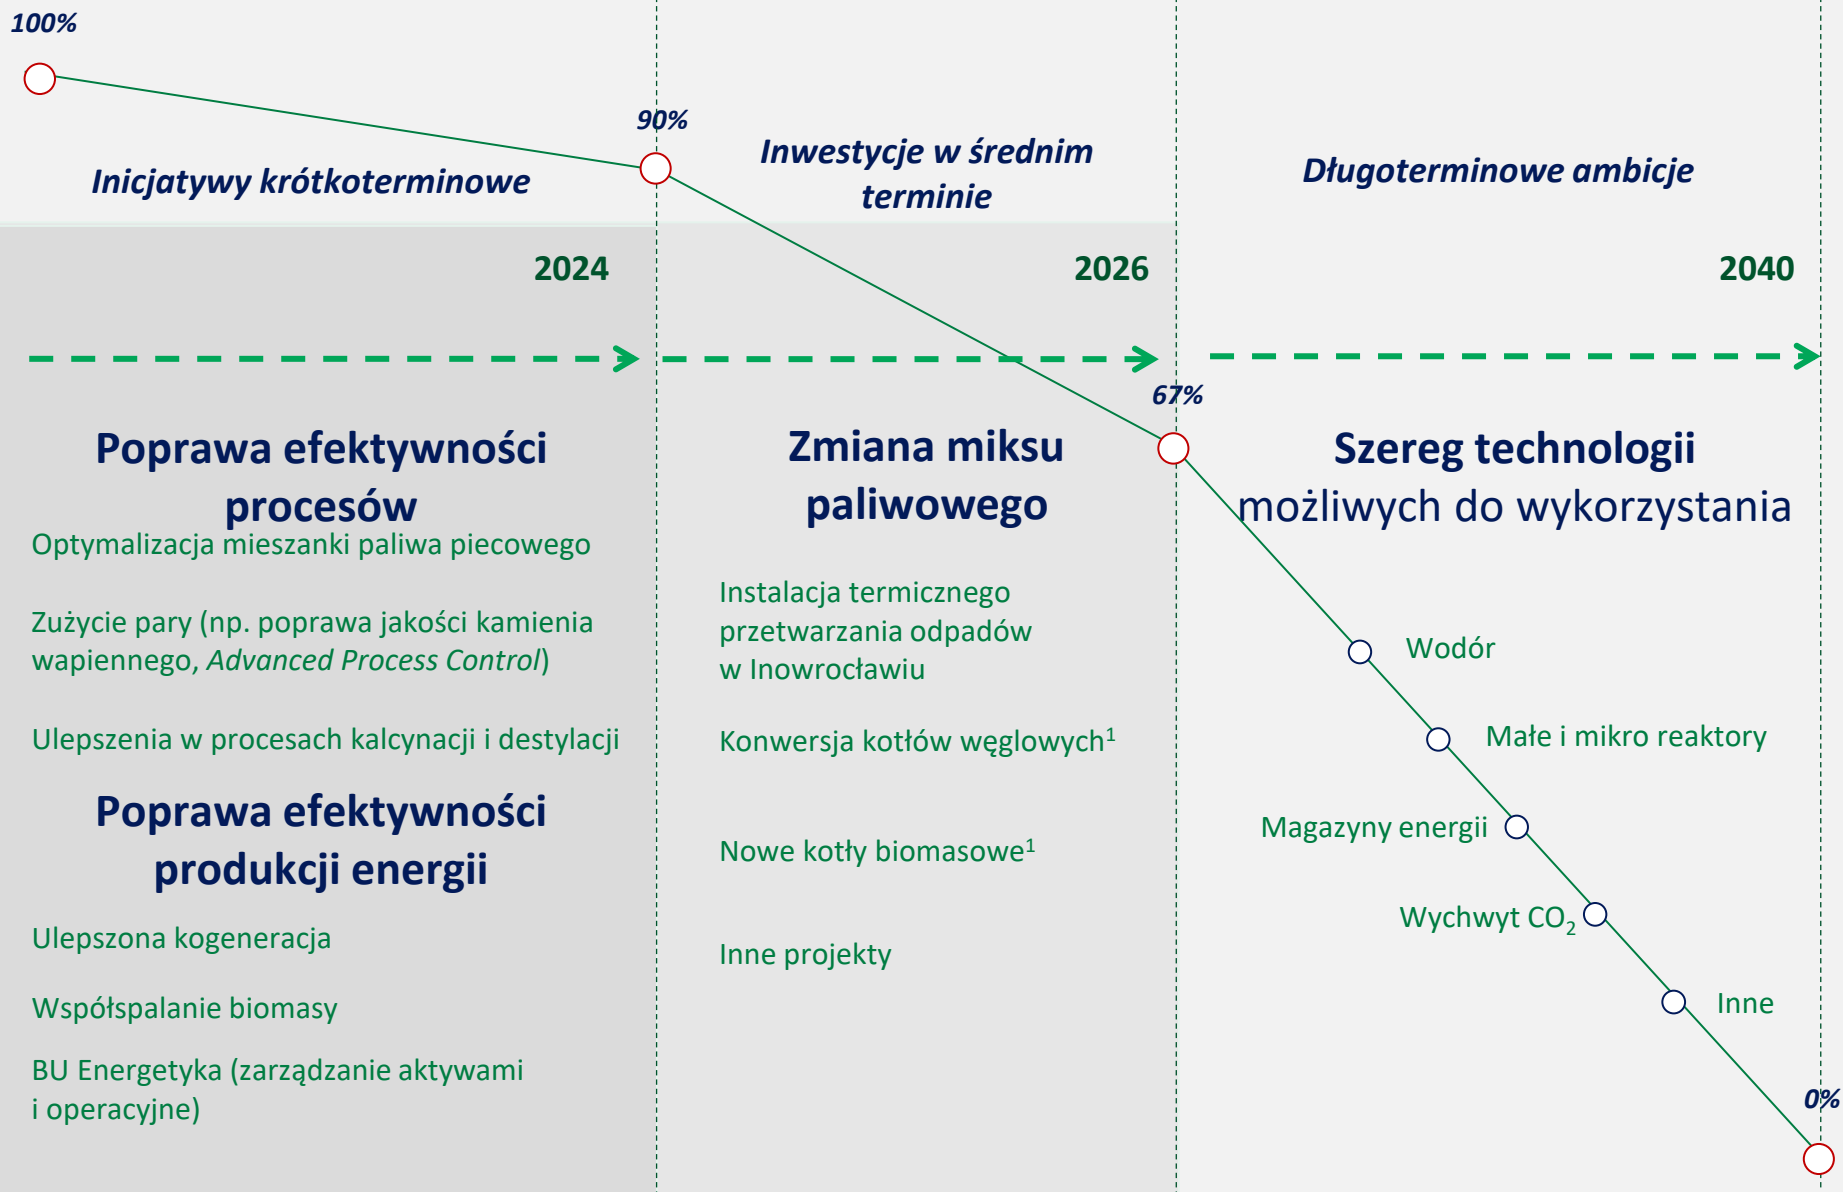 100%
Inicjatywy krótkoterminowe
2024
Poprawa efektywności
procesów
Optymalizacja mieszanki paliwa piecowego
Zużycie pary (np. poprawa jakości kamienia
wapiennego, Advanced Process Control)
Ulepszenia w procesach kalcynacji i destylacji
Poprawa efektywności
produkcji energii
Ulepszona kogeneracja
Współspalanie biomasy
BU Energetyka (zarządzanie aktywami
i operacyjne)
90%
Inwestycje w średnim
terminie
2026
Zmiana miksu
paliwowego
Instalacja termicznego
przetwarzania odpadów
w Inowrocławiu
Konwersja kotłów węglowych¹
Nowe kotły biomasowe¹
Inne projekty
67%
Długoterminowe ambicje
2040
Szereg technologii
możliwych do wykorzystania
Wodór
Małe i mikro reaktory
Magazyny energii
Wychwyt CO₂
Inne
0%